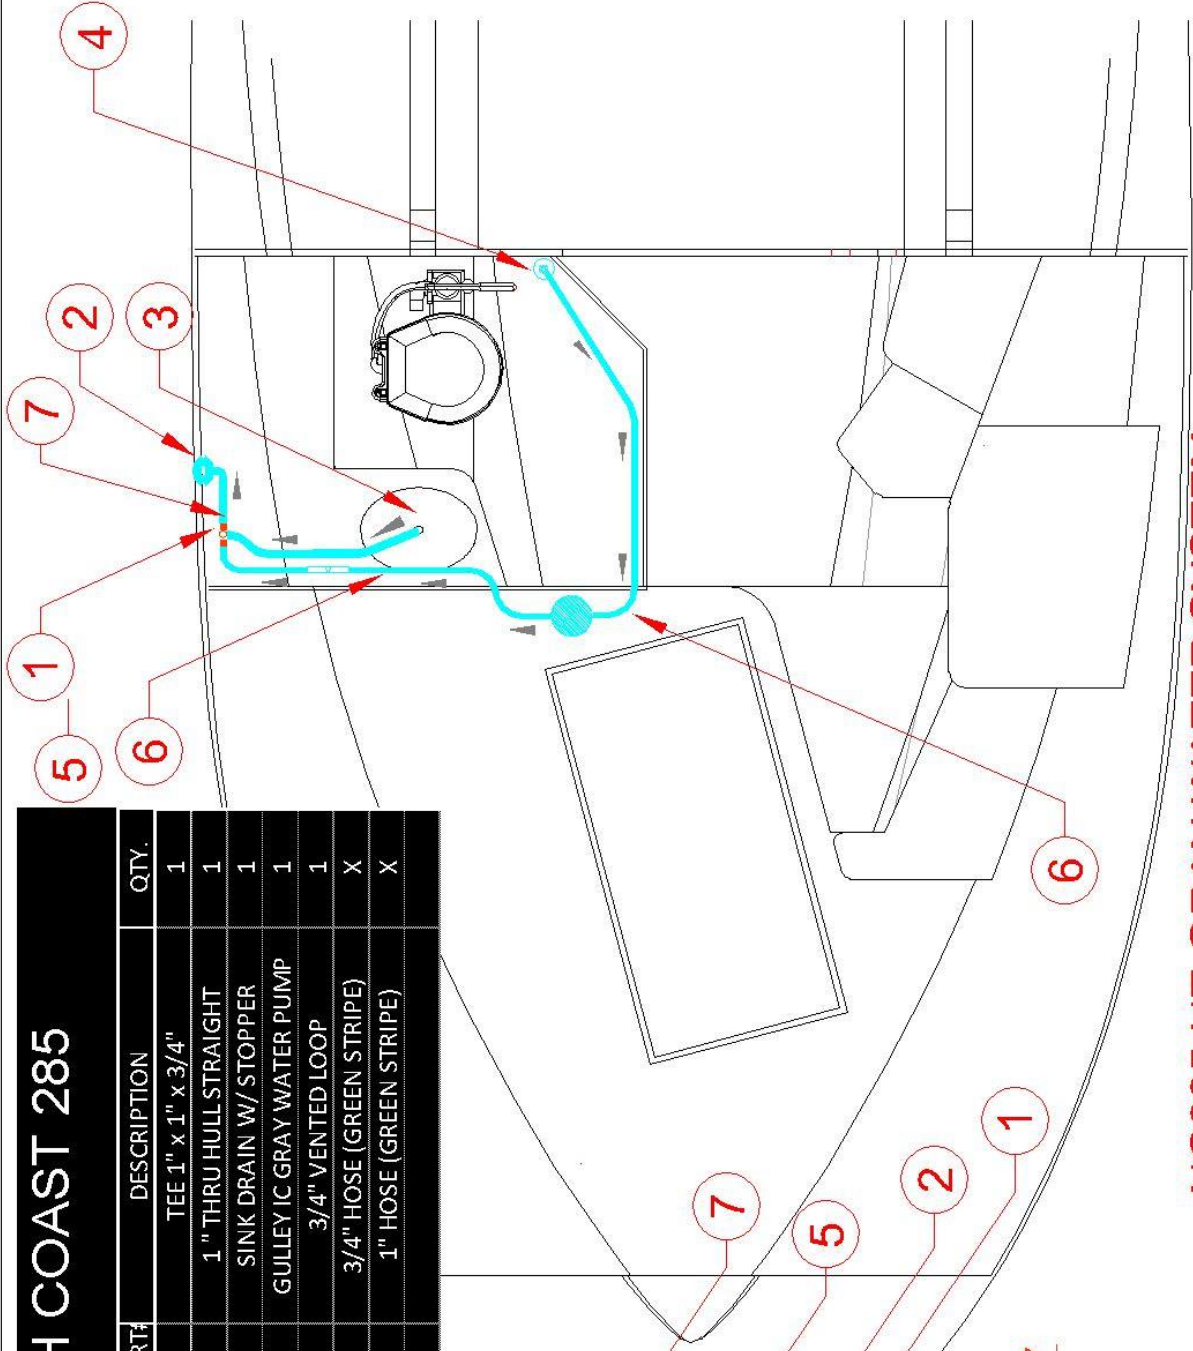 H COAST 285
RT# DESCRIPTION QTY.
TEE 1" x 1" x 3/4" 1
1" THRU HULL STRAIGHT 1
SINK DRAIN W/ STOPPER 1
GULLEY IC GRAY WATER PUMP 1
3/4" VENTED LOOP 1
3/4" HOSE (GREEN STRIPE) X
1" HOSE (GREEN STRIPE) X
5
1
7
2
4
6
3
6
7
5
2
1